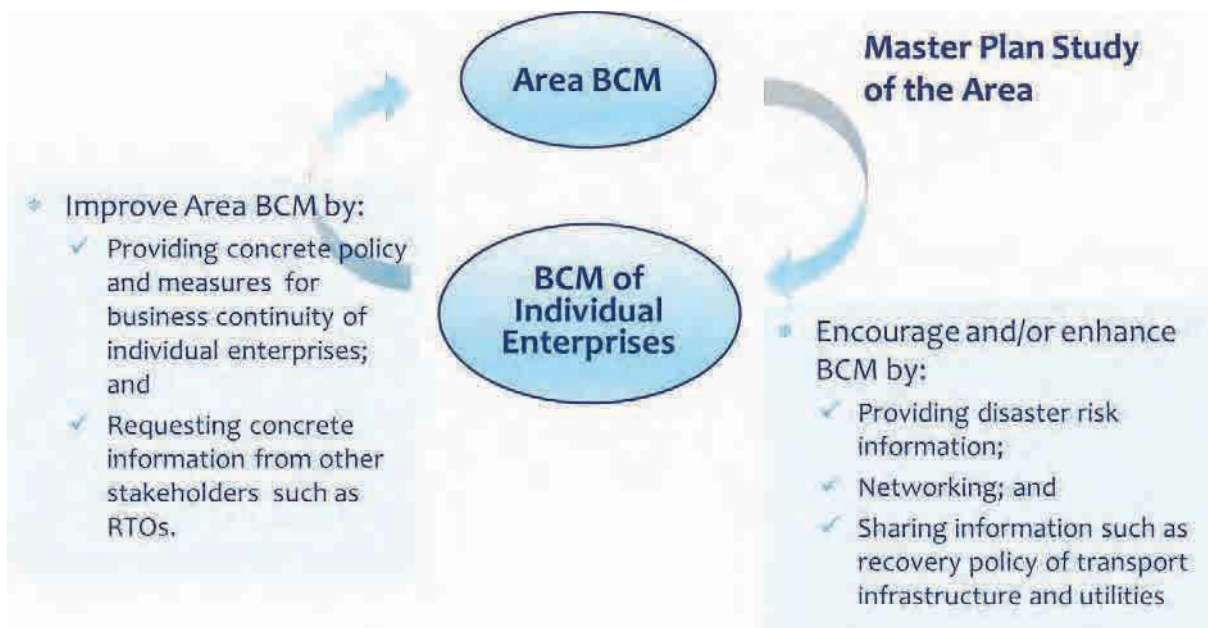 Area BCM
Master Plan Study
of the Area
Improve Area BCM by:
✓ Providing concrete policy
and measures for
business continuity of
individual enterprises;
and
✓ Requesting concrete
information from other
stakeholders such as
RTOs.
BCM of
Individual
Enterprises
Encourage and/or enhance
BCM by:
✓ Providing disaster risk
information;
✓ Networking; and
✓ Sharing information such as
recovery policy of transport
infrastructure and utilities